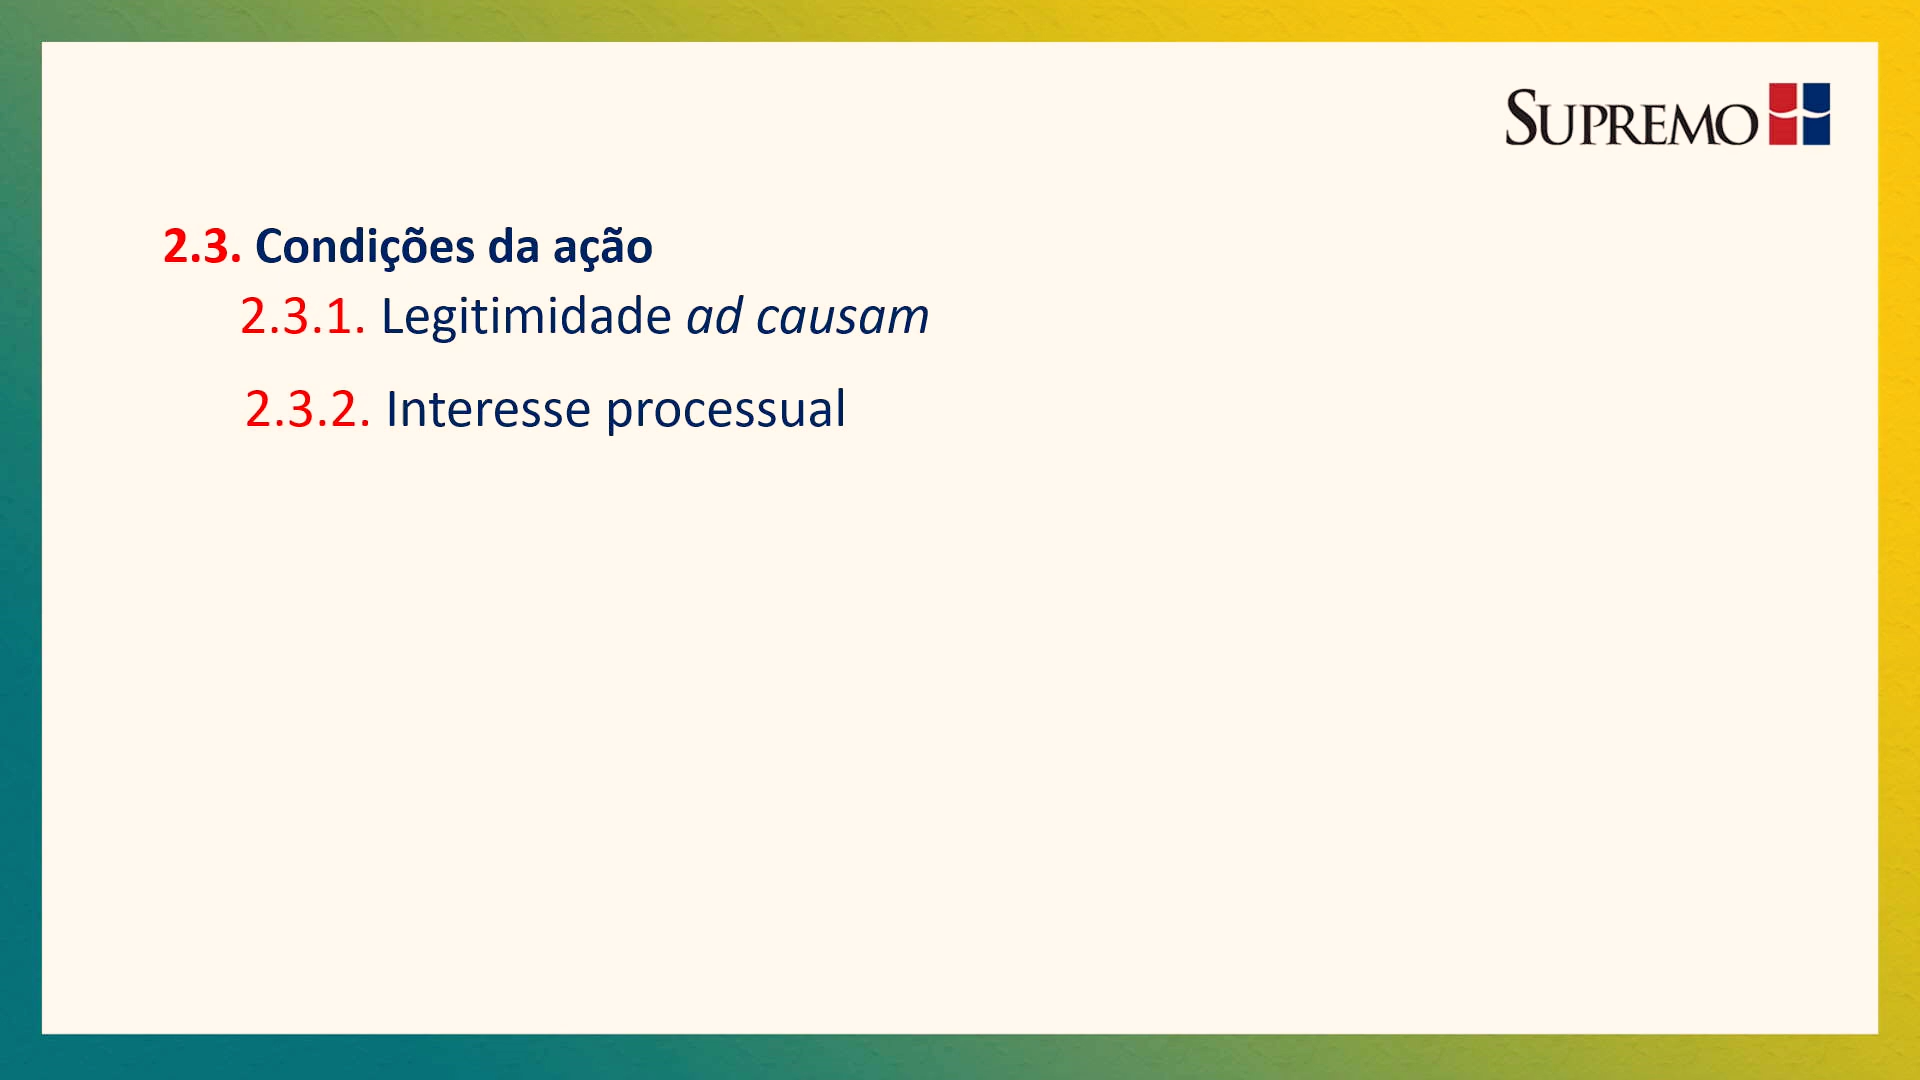 SUPREMO
2.3. Condições da ação
2.3.1. Legitimidade ad causam
2.3.2. Interesse processual